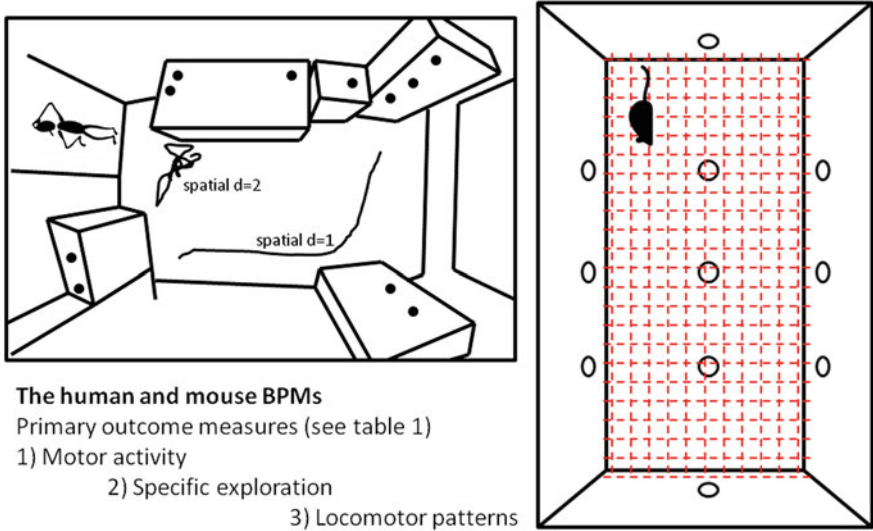 spatial d=2
spatial d=1
The human and mouse BPMs
Primary outcome measures (see table 1)
1) Motor activity
2) Specific exploration
3) Locomotor patterns